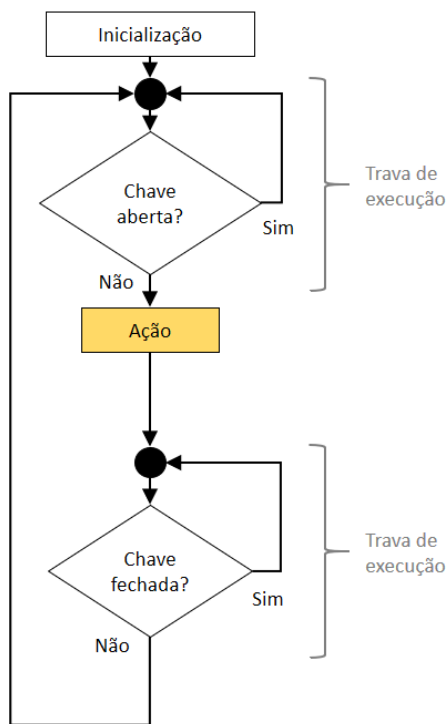 Inicialização
Chave
aberta?
Sim
Trava de
execução
Não
Ação
Chave
fechada?
Sim
Trava de
execução
Não